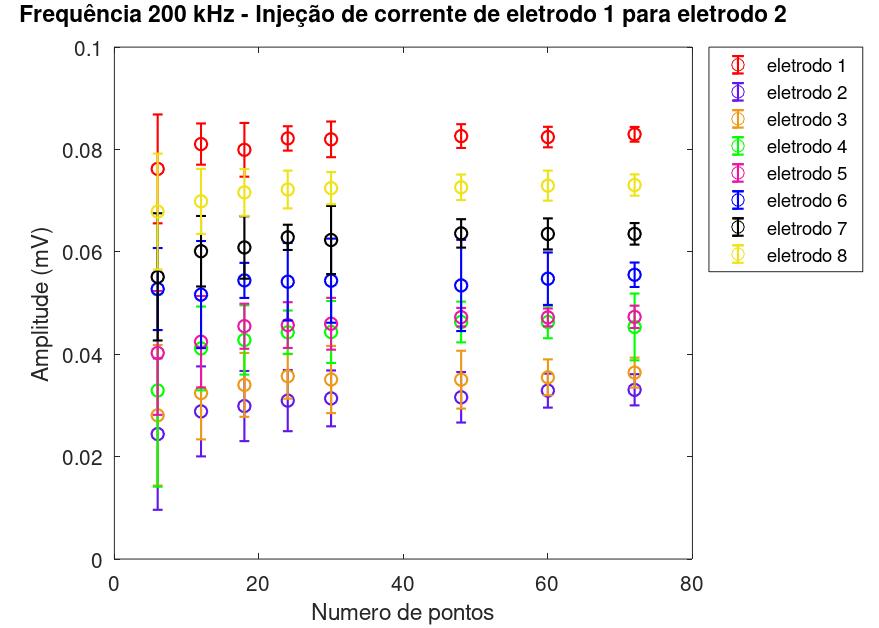 Frequência 200 kHz - Injeção de corrente de eletrodo 1 para eletrodo 2
0.1
0.08
0.06
0.04
0.02
0
Amplitude (mV)
0 20 40 60 80
Numero de pontos
eletrodo 1
eletrodo 2
eletrodo 3
eletrodo 4
eletrodo 5
eletrodo 6
eletrodo 7
eletrodo 8